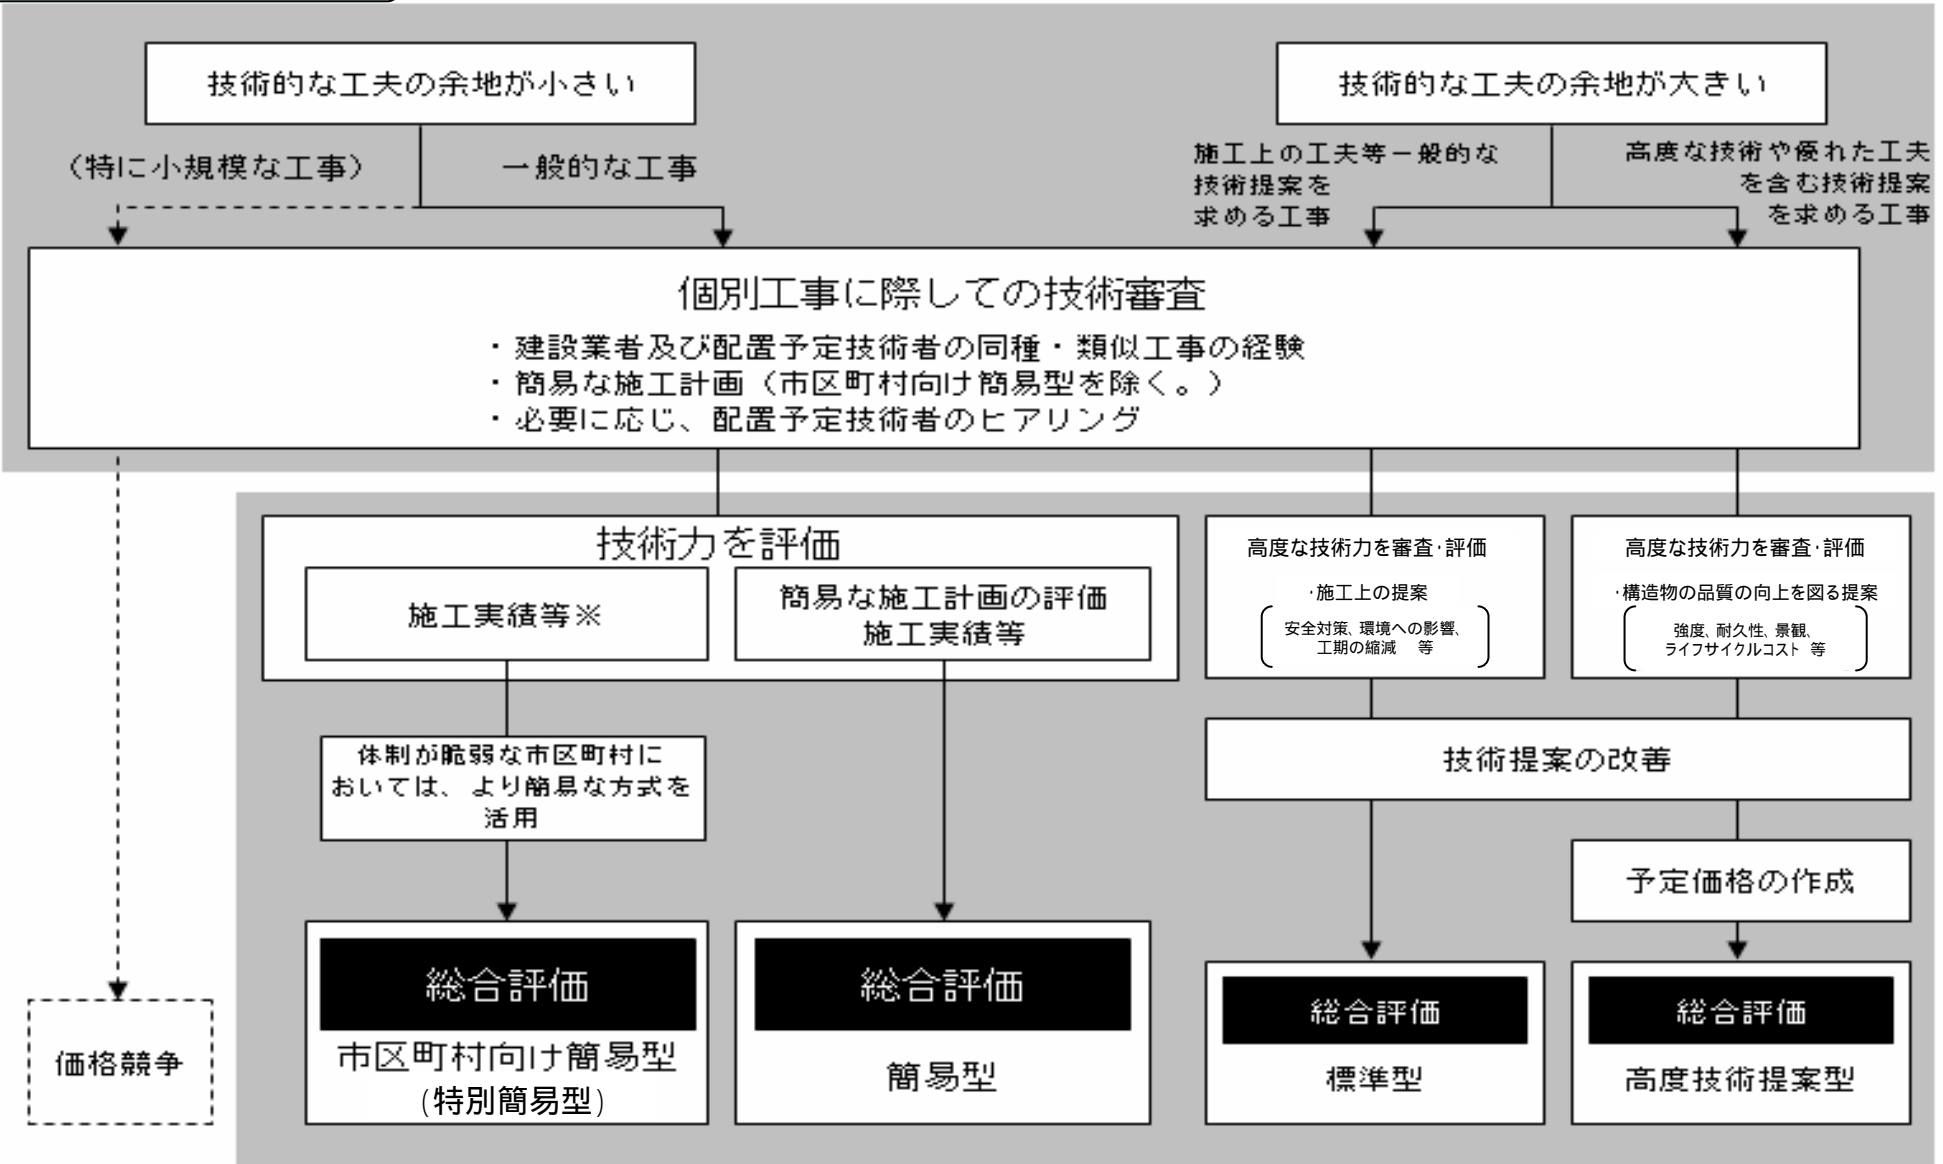 技術的な工夫の余地が小さい
技術的な工夫の余地が大きい
（特に小規模な工事）
一般的な工事
施工上の工夫等一般的な
技術提案を
求める工事
高度な技術や優れた工夫
を含む技術提案
を求める工事
個別工事に際しての技術審査
・建設業者及び配置予定技術者の同種・類似工事の経験
・簡易な施工計画（市区町村向け簡易型を除く。）
・必要に応じ、配置予定技術者のヒアリング
技術力を評価
施工実績等※
簡易な施工計画の評価
施工実績等
高度な技術力を審査・評価
・施工上の提案
安全対策、環境への影響、
工期の縮減 等
高度な技術力を審査・評価
・構造物の品質の向上を図る提案
強度、耐久性、景観、
ライフサイクルコスト 等
体制が脆弱な市区町村に
おいては、より簡易な方式を
活用
技術提案の改善
予定価格の作成
価格競争
総合評価
市区町村向け簡易型
(特別簡易型)
総合評価
簡易型
総合評価
標準型
総合評価
高度技術提案型